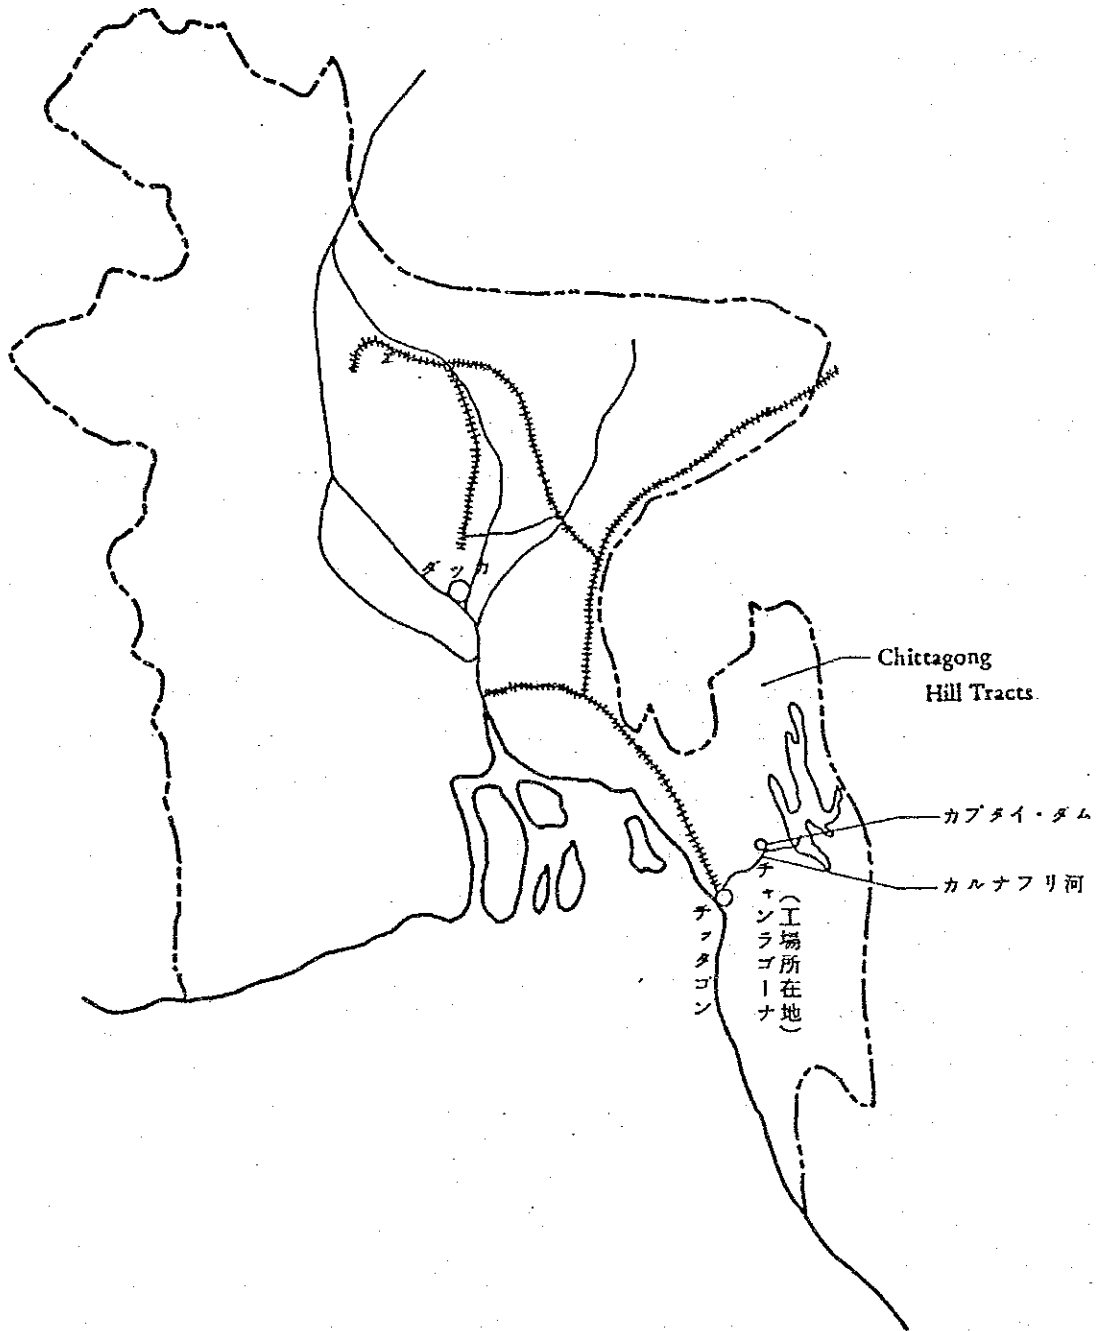 ダッカ
Chittagong
Hill Tracts
カプタイ・ダム
カルナフリ河
チャンラゴーナ
(工場所在地)
チッタゴン